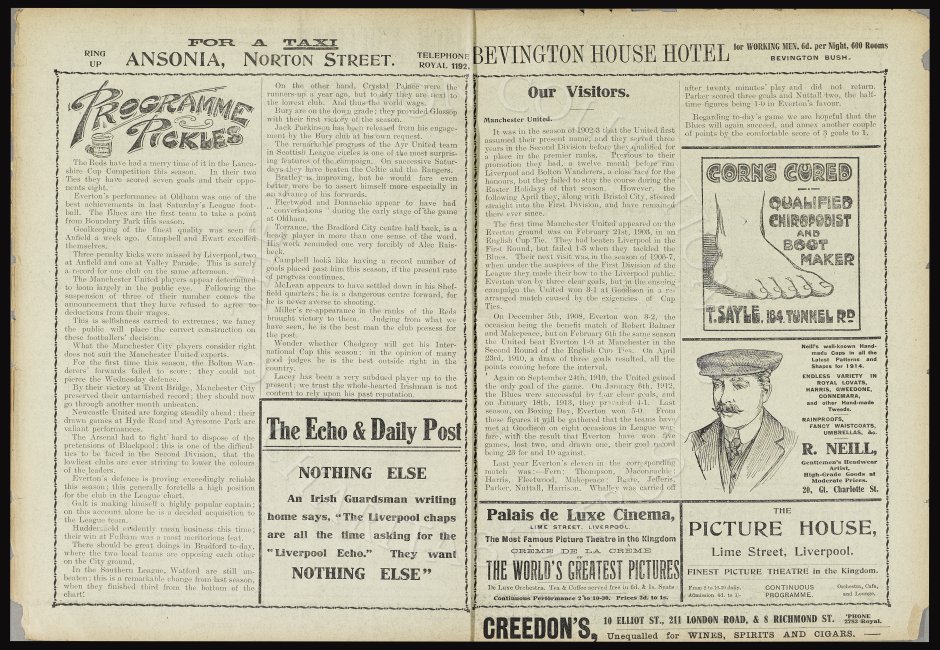 FOR A TAXI
RING UP ANSONIA, NORTON STREET. TELEPHONE ROYAL 1192.
PROGRAMME PICKLES
The Reds have had a merry time of it in the Lanca-
shire Cup Competition this season. In their two
Ties they have scored seven goals and their oppo-
nents eight.
Everton's performance at Oldham was one of the
best achievements in last Saturday's League foot-
ball. The Blues are the first team to take a point
from Boundary Park this season.
Goalkeeping of the finest quality was seen at
Anfield a week ago. Campbell and Ewart excelled
themselves.
Three penalty kicks were missed by Liverpool, two
at Anfield and one at Valley Parade. This is surely
a record for one club on the same afternoon.
The Manchester United players appear determined
to loom largely in the public eye. Following the
suspension of three of their number comes the
announcement that they have refused to agree to
deductions from their wages.
This is selfishness carried to extremes; we fancy
the public will place the correct construction on
these footballers' decision.
What the Manchester City players consider right
does not suit the Manchester United experts.
For the first time this season, the Bolton Wan-
derers' forwards failed to score; they could not
pierce the Wednesday defence.
By their victory at Trent Bridge, Manchester City
preserved their untarnished record; they should now
go through another month unbeaten.
Newcastle United are forging steadily ahead; their
drawn games at Hyde Road and Ayresome Park are
valiant performances.
The Arsenal had to fight hard to dispose of the
pretensions of Blackpool; this is one of the difficul-
ties to be faced in the Second Division, that the
lowliest clubs are ever striving to lower the colours
of the leaders.
Everton's defence is proving exceedingly reliable
this season; this generally foretells a high position
for the club in the League chart.
Galt is making himself a highly popular captain;
on this account alone he is a decided acquisition to
the League team.
Huddersfield evidently mean business this time;
their win at Fulham was a most meritorious feat.
There should be great doings in Bradford to-day,
where the two local teams are opposing each other
on the City ground.
In the Southern League, Watford are still un-
beaten; this is a remarkable change from last season,
when they finished third from the bottom of the
chart!
On the other hand, Crystal Palace were the
runners-up a year ago, but to-day they are next to
the lowest club. And thus the world wags.
Bury are on the down grade; they provided Glossop
with their first victory of the season.
Jack Parkinson has been released from his engage-
ment by the Bury club at his own request.
The remarkable progress of the Ayr United team
in Scottish League circles is one of the most surpris-
ing features of the campaign. On successive Satur-
days they have beaten the Celtic and the Rangers.
Bratley is improving, but he would fare even
better were he to assert himself more especially in
an advance of his forwards.
Fleetwood and Donnachie appear to have had
"conversations" during the early stage of the game
at Oldham.
Torrance, the Bradford City centre half back, is a
heady player in more than one sense of the word.
His work reminded one very forcibly of Alec Rais-
beck.
Campbell looks like having a record number of
goals placed past him this season, if the present rate
of progress continues.
McLean appears to have settled down in his Shef-
field quarters; he is a dangerous centre forward, for
he is never averse to shooting.
Miller's re-appearance in the ranks of the Reds
brought victory to them. Judging from what we
have seen, he is the best man the club possess for
the post.
Wonder whether Chedgzoy will get his Inter-
national Cap this season; in the opinion of many
good judges he is the best outside right in the
country.
Lacey has been a very subdued player up to the
present; we trust the whole-hearted Irishman is not
content to rely upon his past reputation.
The Echo & Daily Post
NOTHING ELSE
An Irish Guardsman writing
home says, "The Liverpool chaps
are all the time asking for the
"Liverpool Echo." They want
NOTHING ELSE"
BEVINGTON HOUSE HOTEL for WORKING MEN, 6d. per Night, 600 Rooms
BEVINGTON BUSH.
Our Visitors.
Manchester United.
It was in the season of 1902-3 that the United first
assumed their present name, and they served three
years in the Second Division before they qualified for
a place in the premier ranks. Previous to their
promotion they had, a twelve month before run
Liverpool and Bolton Wanderers, a close race for the
honours, but they failed to stay the course during the
Easter Holidays of that season. However, the
following April they, along with Bristol City, steered
straight into the First Division, and have remained
there ever since.
The first time Manchester United appeared on the
Everton ground was on February 21st, 1903, in an
English Cup Tie. They had beaten Liverpool in the
First Round, but failed 1-3 when they tackled the
Blues. Their next visit was in the season of 1906-7,
when under the auspices of the First Division of the
League they made their bow to the Liverpool public.
Everton won by three clear goals, but in the ensuing
campaign the United won 3-1 at Goodison in a re-
arranged match caused by the exigencies of Cup
Ties.
On December 5th, 1908, Everton won 3-2, the
occasion being the benefit match of Robert Balmer
and Makepeace, but on February 6th the same season
the United beat Everton 1-0 at Manchester in the
Second Round of the English Cup Ties. On April
23rd, 1910, a draw of three goals resulted, all the
points coming before the interval.
Again on September 24th, 1910, the United gained
the only goal of the game. On January 6th, 1912,
the Blues were successful by four clear goals, and
on January 18th, 1913, they prevailed 4-1. Last
season, on Boxing Day, Everton won 5-0. From
these figures it will be gathered that the teams have
met at Goodison on eight occasions in League war-
fare, with the result that Everton have won five
games, lost two, and drawn one, their goal record
being 23 for and 10 against.
Last year Everton's eleven in the corresponding
match was:—Fern; Thompson, Maconnachie;
Harris, Fleetwood, Makepeace; Beare, Jefferis,
Parker, Nuttall, Harrison. Whalley was carried off
after twenty minutes' play and did not return.
Parker scored three goals and Nuttall two, the half-
time figures being 1-0 in Everton's favour.
Regarding to-day's game we are hopeful that the
Blues will again succeed, and annex another couple
of points by the comfortable score of 3 goals to 1.
CORNS CURED
QUALIFIED
CHIROPODIST
AND
BOOT
MAKER
T. SAYLE. 184 TUNNEL RD
Neil's well-known Hand-
made Caps in all the
Latest Patterns and
Shapes for 1914.
ENDLESS VARIETY IN
ROYAL LOVATS,
HARRIS, GWEEDONE,
CONNEMARA,
and other Hand-made
Tweeds.
RAINPROOFS,
FANCY WAISTCOATS,
UMBRELLAS, &c.
R. NEILL,
Gentlemen's Headwear
Artist,
High-Grade Goods at
Moderate Prices.
20, Gt. Charlotte St.
Palais de Luxe Cinema,
LIME STREET, LIVERPOOL.
The Most Famous Picture Theatre in the Kingdom
CREME DE LA CREME
OF
THE WORLD'S GREATEST PICTURES
De Luxe Orchestra. Tea & Coffee served free in 6d. & 1s. Seats
Continuous Performance 2 to 10-30. Prices 3d. to 1s.
THE
PICTURE HOUSE,
Lime Street, Liverpool.
FINEST PICTURE THEATRE in the Kingdom.
From 2 to 10.30 daily. Admission 6d. to 1/-
CONTINUOUS PROGRAMME.
Orchestra, Cafe, and Lounge.
CREEDON'S, 10 ELLIOT ST., 211 LONDON ROAD, & 8 RICHMOND ST. 'PHONE 2783 Royal.
Unequalled for WINES, SPIRITS AND CIGARS.